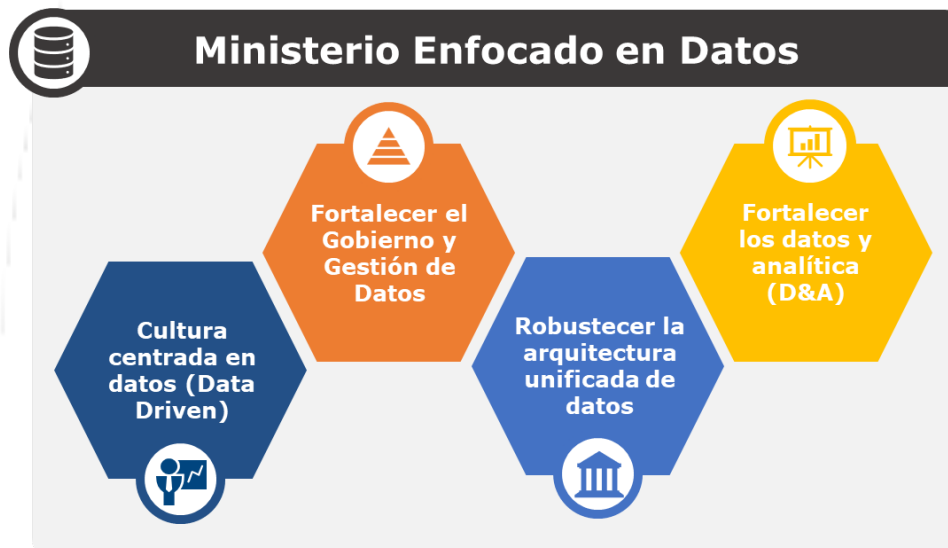 Ministerio Enfocado en Datos
Cultura
centrada en
datos (Data
Driven)
Fortalecer el
Gobierno y
Gestión de
Datos
Robustecer la
arquitectura
unificada de
datos
Fortalecer
los datos y
analítica
(D&A)